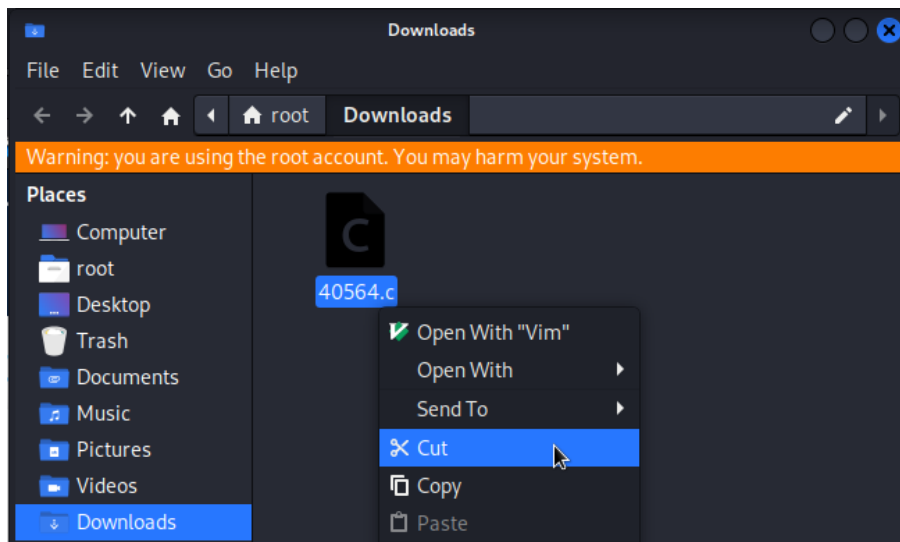 Downloads
File Edit View Go Help
root Downloads
Warning: you are using the root account. You may harm your system.
Places
Computer
root
Desktop
Trash
Documents
Music
Pictures
Videos
Downloads
C
40564.c
Open With "Vim"
Open With
Send To
Cut
Copy
Paste